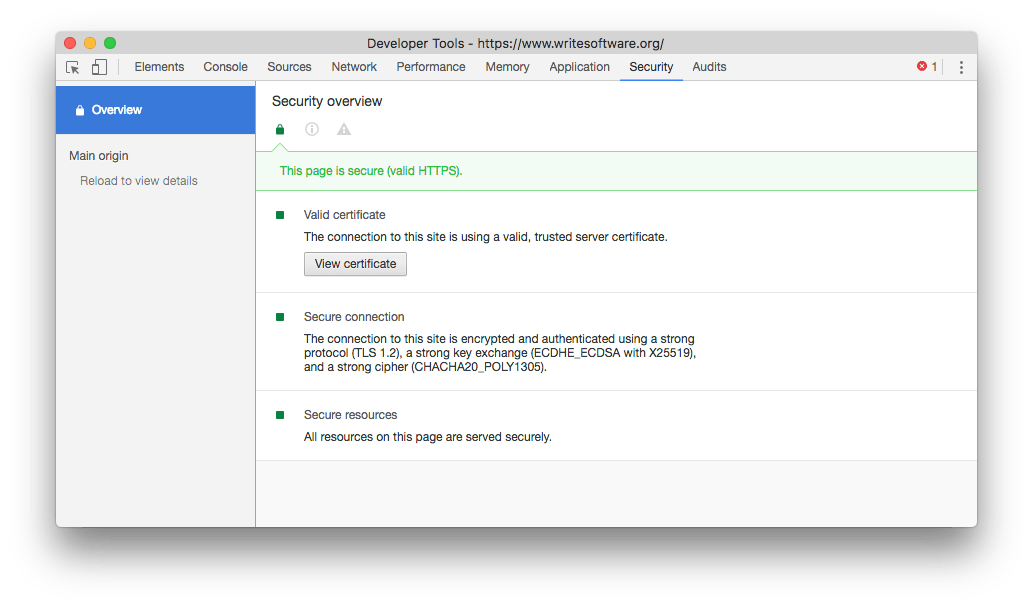 Developer Tools - https://www.writesoftware.org/
Elements Console Sources Network Performance Memory Application Security Audits 1
Overview
Main origin
Reload to view details
Security overview
This page is secure (valid HTTPS).
Valid certificate
The connection to this site is using a valid, trusted server certificate.
View certificate
Secure connection
The connection to this site is encrypted and authenticated using a strong
protocol (TLS 1.2), a strong key exchange (ECDHE_ECDSA with X25519),
and a strong cipher (CHACHA20_POLY1305).
Secure resources
All resources on this page are served securely.